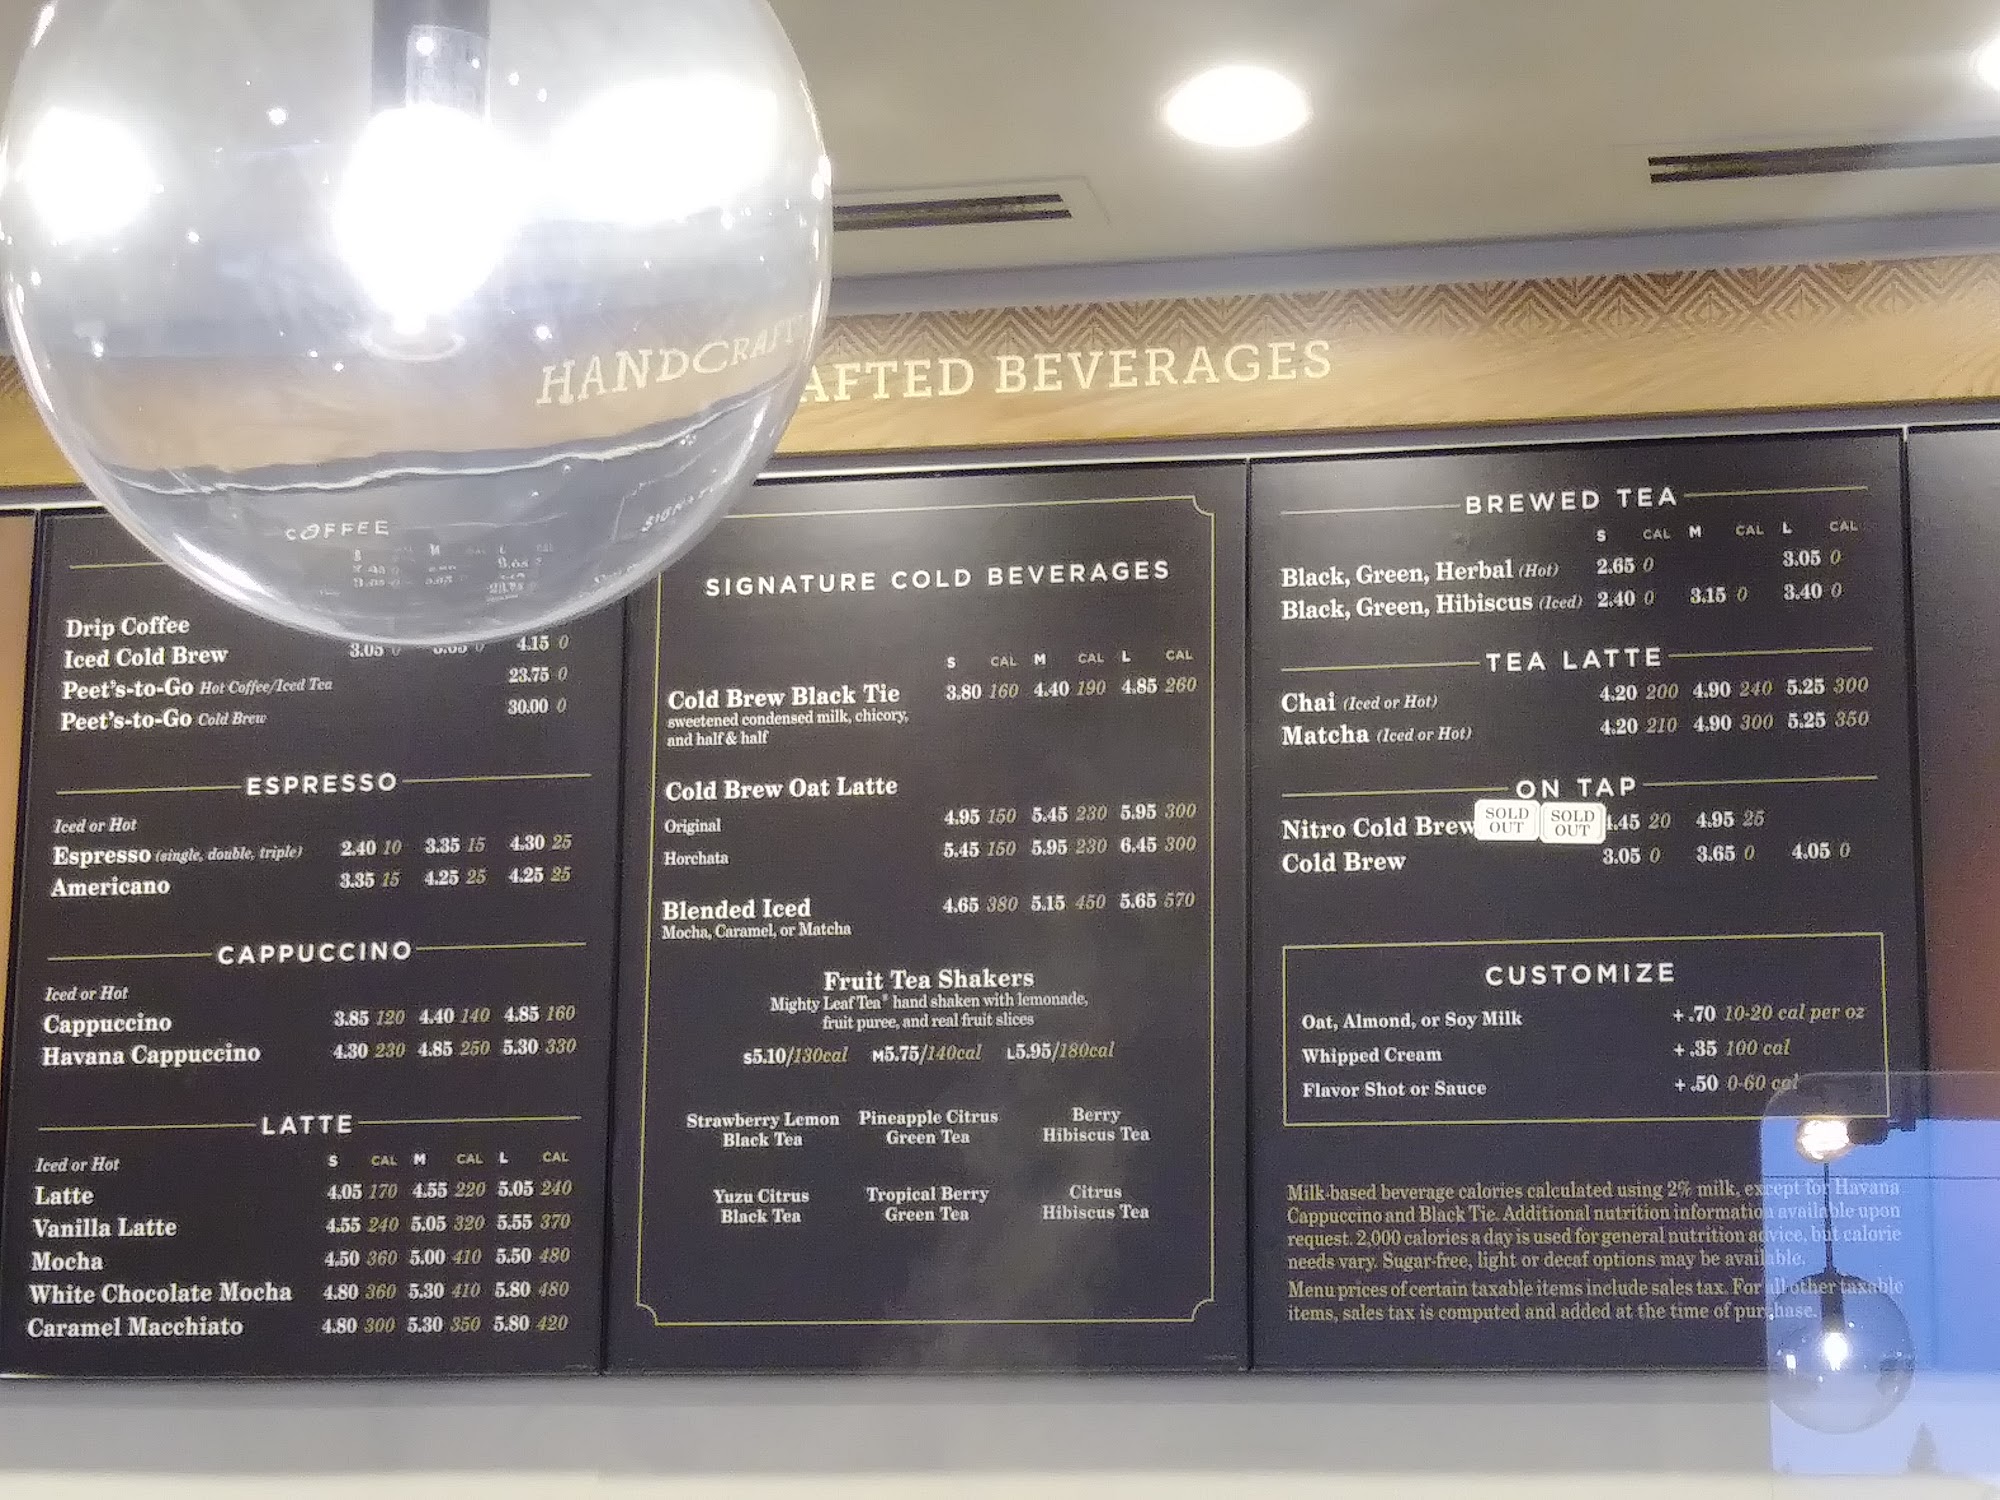 HANDCRAFTED BEVERAGES
COFFEE
Drip Coffee
Iced Cold Brew 3.05 0 4.15 0
Peet's-to-Go Hot Coffee/Iced Tea 23.75 0
Peet's-to-Go Cold Brew 30.00 0
ESPRESSO
Iced or Hot
Espresso (single, double, triple) 2.40 10 3.35 15 4.30 25
Americano 3.35 15 4.25 25 4.25 25
CAPPUCCINO
Iced or Hot
Cappuccino 3.85 120 4.40 140 4.85 160
Havana Cappuccino 4.30 230 4.85 250 5.30 330
LATTE
Iced or Hot S CAL M CAL L CAL
Latte 4.05 170 4.55 220 5.05 240
Vanilla Latte 4.55 240 5.05 320 5.55 370
Mocha 4.50 360 5.00 410 5.50 480
White Chocolate Mocha 4.80 360 5.30 410 5.80 480
Caramel Macchiato 4.80 300 5.30 350 5.80 420
SIGNATURE COLD BEVERAGES
S CAL M CAL L CAL
Cold Brew Black Tie 3.80 160 4.40 190 4.85 260
sweetened condensed milk, chicory,
and half & half
Cold Brew Oat Latte
Original 4.95 150 5.45 230 5.95 300
Horchata 5.45 150 5.95 230 6.45 300
Blended Iced 4.65 380 5.15 450 5.65 570
Mocha, Caramel, or Matcha
Fruit Tea Shakers
Mighty Leaf Tea® hand shaken with lemonade,
fruit puree, and real fruit slices
S5.10/130cal M5.75/140cal L5.95/180cal
Strawberry Lemon Pineapple Citrus Berry
Black Tea Green Tea Hibiscus Tea
Yuzu Citrus Tropical Berry Citrus
Black Tea Green Tea Hibiscus Tea
BREWED TEA
S CAL M CAL L CAL
Black, Green, Herbal (Hot) 2.65 0 3.05 0
Black, Green, Hibiscus (Iced) 2.40 0 3.15 0 3.40 0
TEA LATTE
Chai (Iced or Hot) 4.20 200 4.90 240 5.25 300
Matcha (Iced or Hot) 4.20 210 4.90 300 5.25 350
ON TAP
Nitro Cold Brew SOLD OUT SOLD OUT .45 20 4.95 25
Cold Brew 3.05 0 3.65 0 4.05 0
CUSTOMIZE
Oat, Almond, or Soy Milk +.70 10-20 cal per oz
Whipped Cream +.35 100 cal
Flavor Shot or Sauce +.50 0-60 cal
Milk-based beverage calories calculated using 2% milk, except for Havana
Cappuccino and Black Tie. Additional nutrition information available upon
request. 2,000 calories a day is used for general nutrition advice, but calorie
needs vary. Sugar-free, light or decaf options may be available.
Menu prices of certain taxable items include sales tax. For all other taxable
items, sales tax is computed and added at the time of purchase.